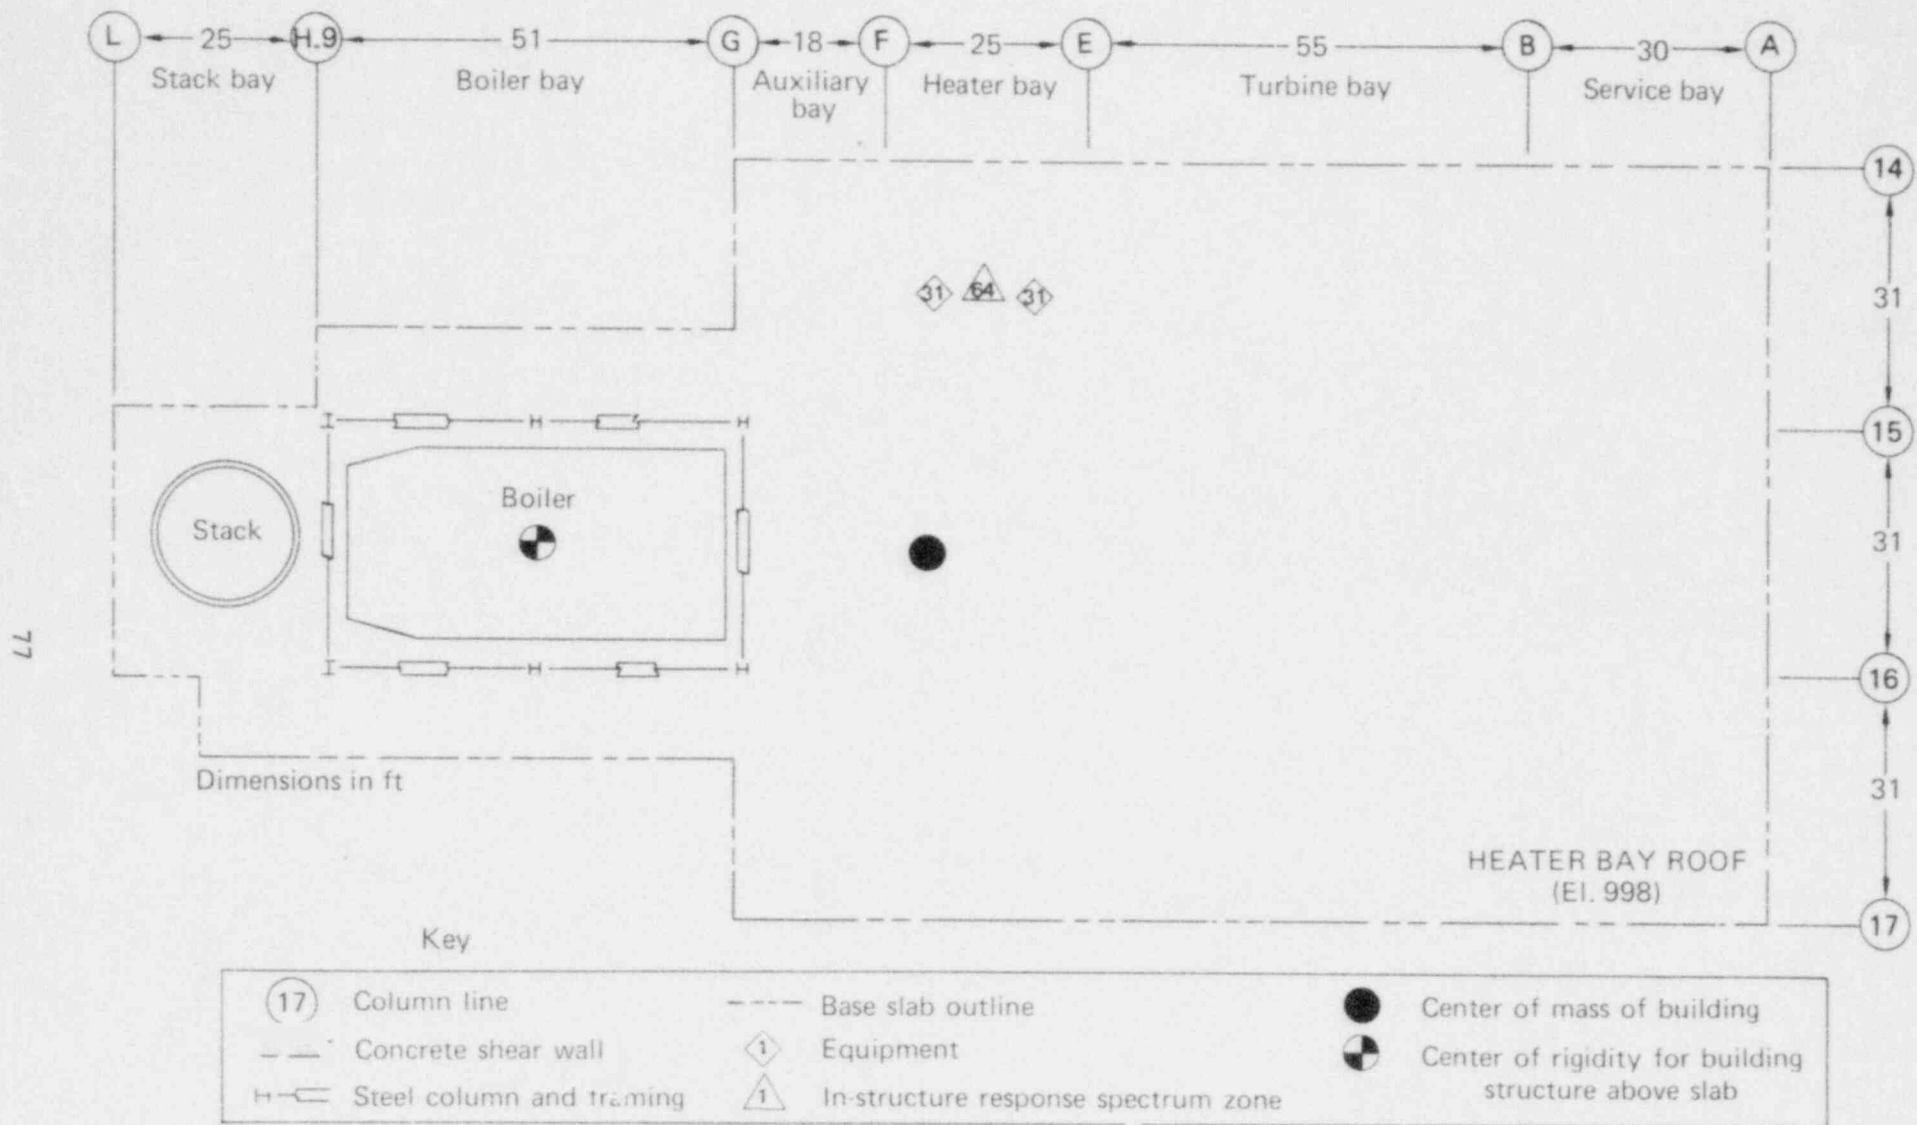 L 25 H.9 51 G 18 F 25 E 55 B 30 A
Stack bay Boiler bay Auxiliary bay Heater bay Turbine bay Service bay
14
31
31 64 31
15
Boiler
Stack
31
16
77
Dimensions in ft
31
HEATER BAY ROOF
(El. 998)
17
Key
17 Column line
Base slab outline
Center of mass of building
Concrete shear wall
1 Equipment
Center of rigidity for building
structure above slab
Steel column and framing
1 In-structure response spectrum zone